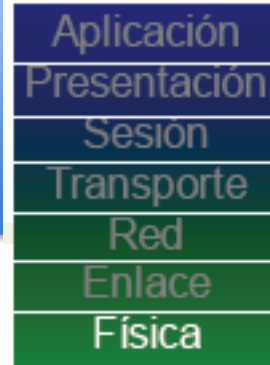 Aplicación
Presentación
Sesión
Transporte
Red
Enlace
Física